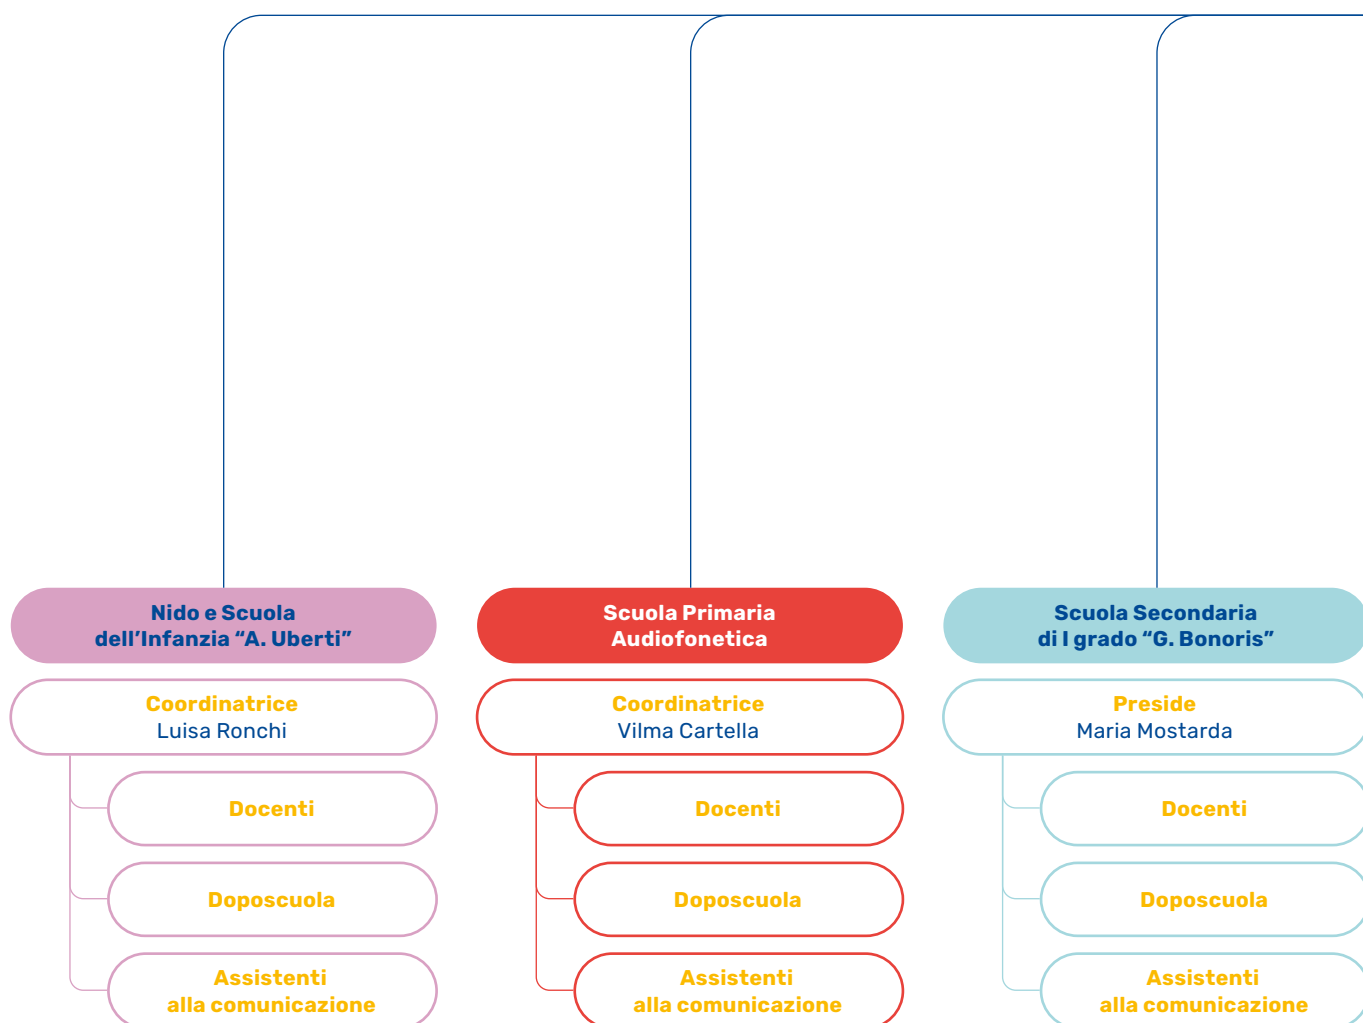 Nido e Scuola
dell’Infanzia “A. Uberti”
Coordinatrice
Luisa Ronchi
Docenti
Doposcuola
Assistenti
alla comunicazione
Scuola Primaria
Audiofonetica
Coordinatrice
Vilma Cartella
Docenti
Doposcuola
Assistenti
alla comunicazione
Scuola Secondaria
di I grado “G. Bonoris”
Preside
Maria Mostarda
Docenti
Doposcuola
Assistenti
alla comunicazione